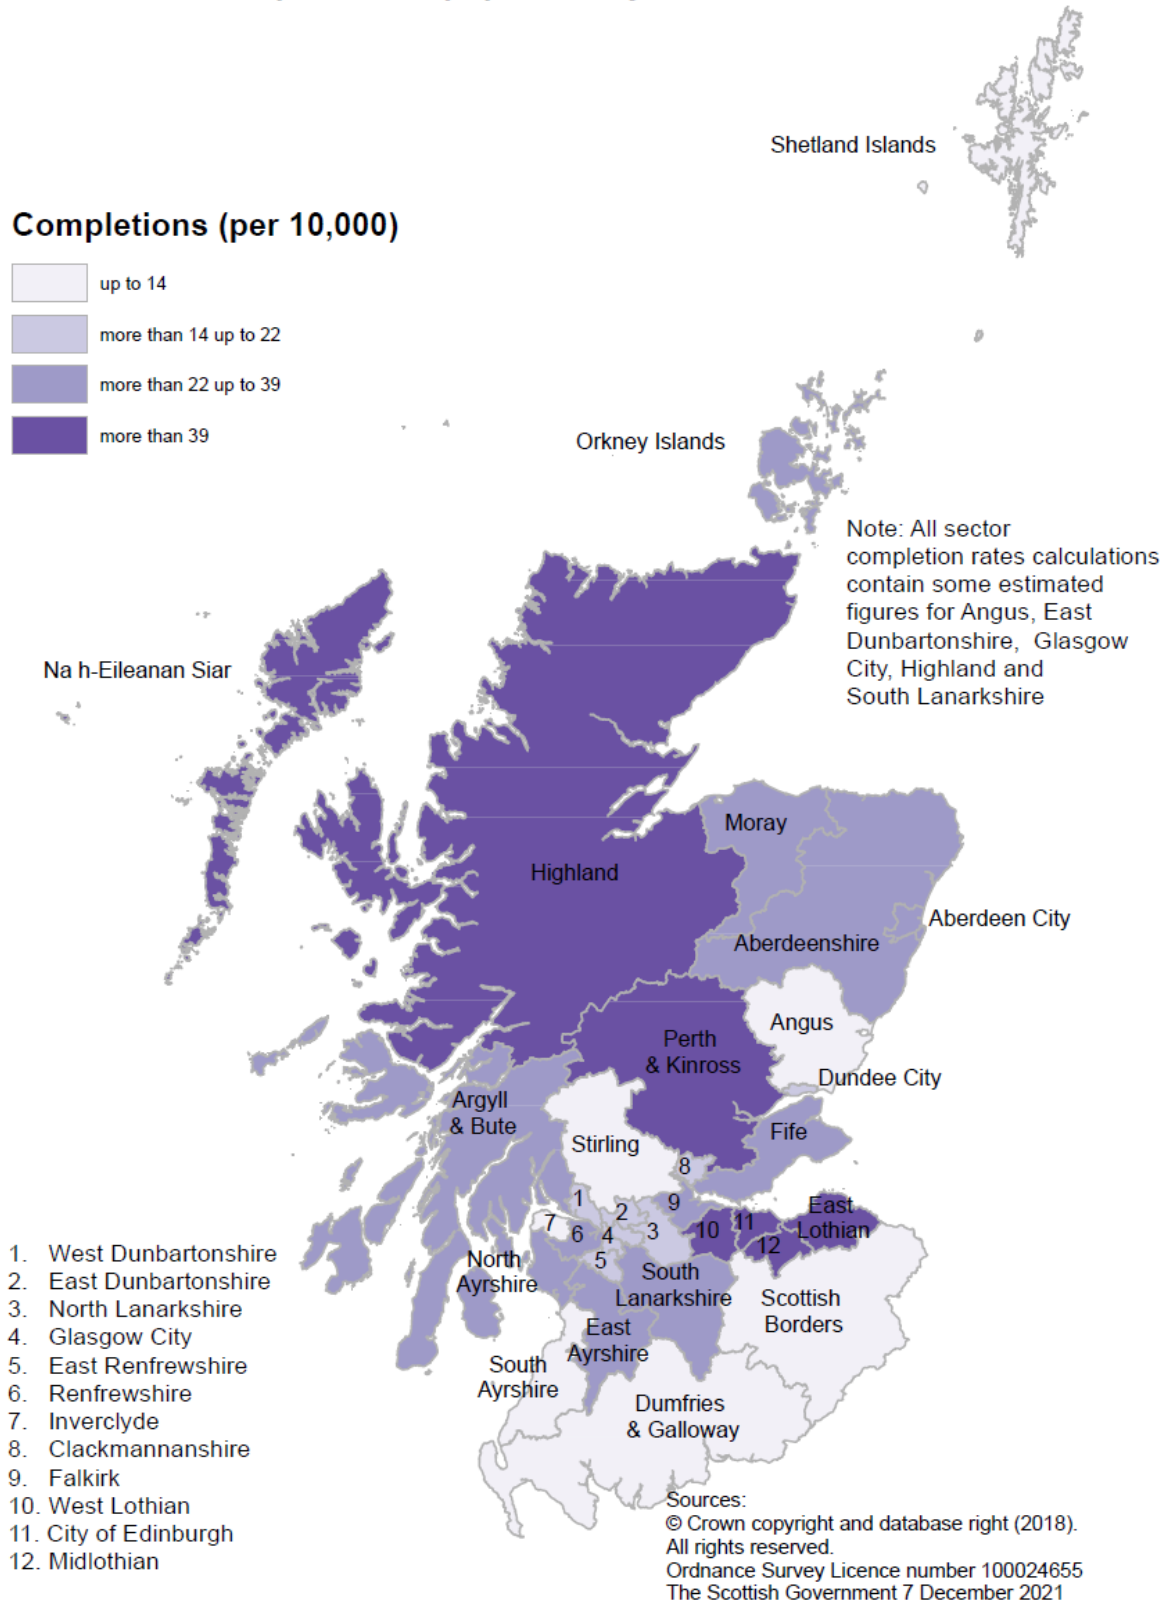 Shetland Islands
Completions (per 10,000)
up to 14
more than 14 up to 22
more than 22 up to 39
more than 39
Orkney Islands
Note: All sector
completion rates calculations
contain some estimated
figures for Angus, East
Dunbartonshire, Glasgow
City, Highland and
South Lanarkshire
Na h-Eileanan Siar
Moray
Highland
Aberdeen City
Aberdeenshire
Angus
Perth
& Kinross
Dundee City
Argyll
& Bute
Fife
Stirling
8
1
2
9
7
6
4
3
5
10
11
12
East
Lothian
North
Ayrshire
South
Lanarkshire
Scottish
Borders
East
Ayrshire
South
Ayrshire
Dumfries
& Galloway
1. West Dunbartonshire
2. East Dunbartonshire
3. North Lanarkshire
4. Glasgow City
5. East Renfrewshire
6. Renfrewshire
7. Inverclyde
8. Clackmannanshire
9. Falkirk
10. West Lothian
11. City of Edinburgh
12. Midlothian
Sources:
© Crown copyright and database right (2018).
All rights reserved.
Ordnance Survey Licence number 100024655
The Scottish Government 7 December 2021